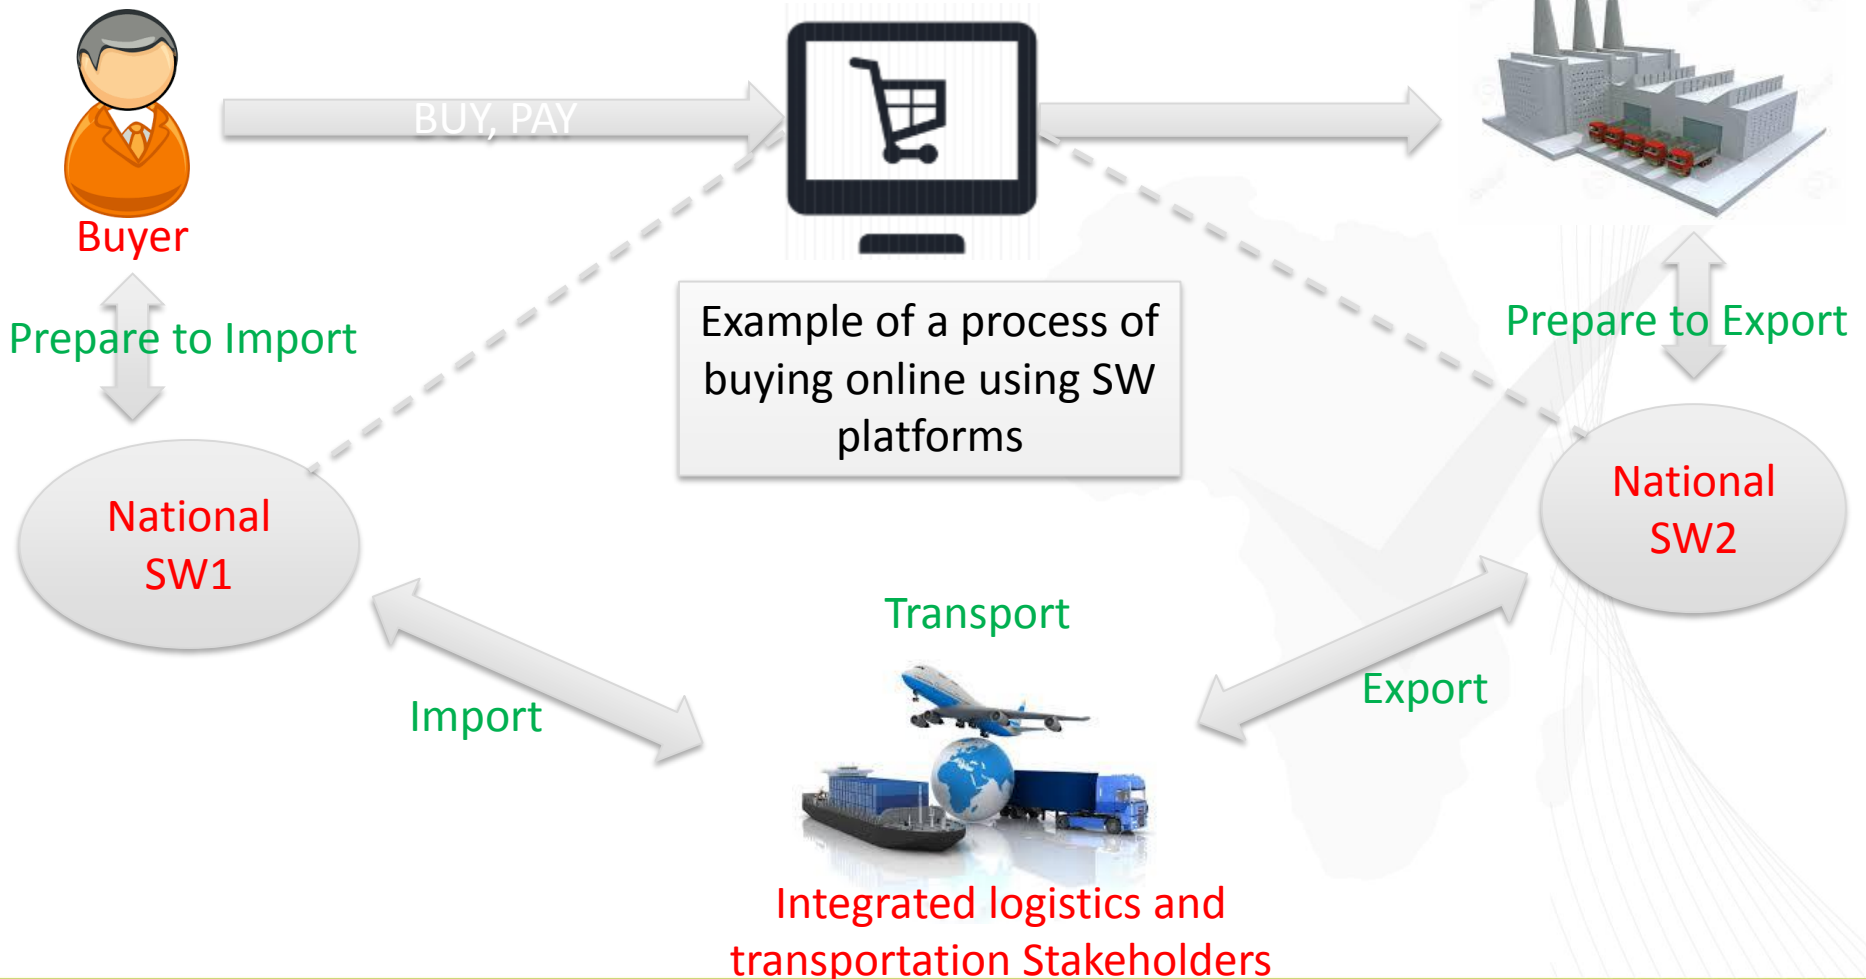 BUY, PAY
Buyer
Prepare to Import
Prepare to Export
Example of a process of
buying online using SW
platforms
National
SW1
National
SW2
Transport
Import
Export
Integrated logistics and
transportation Stakeholders